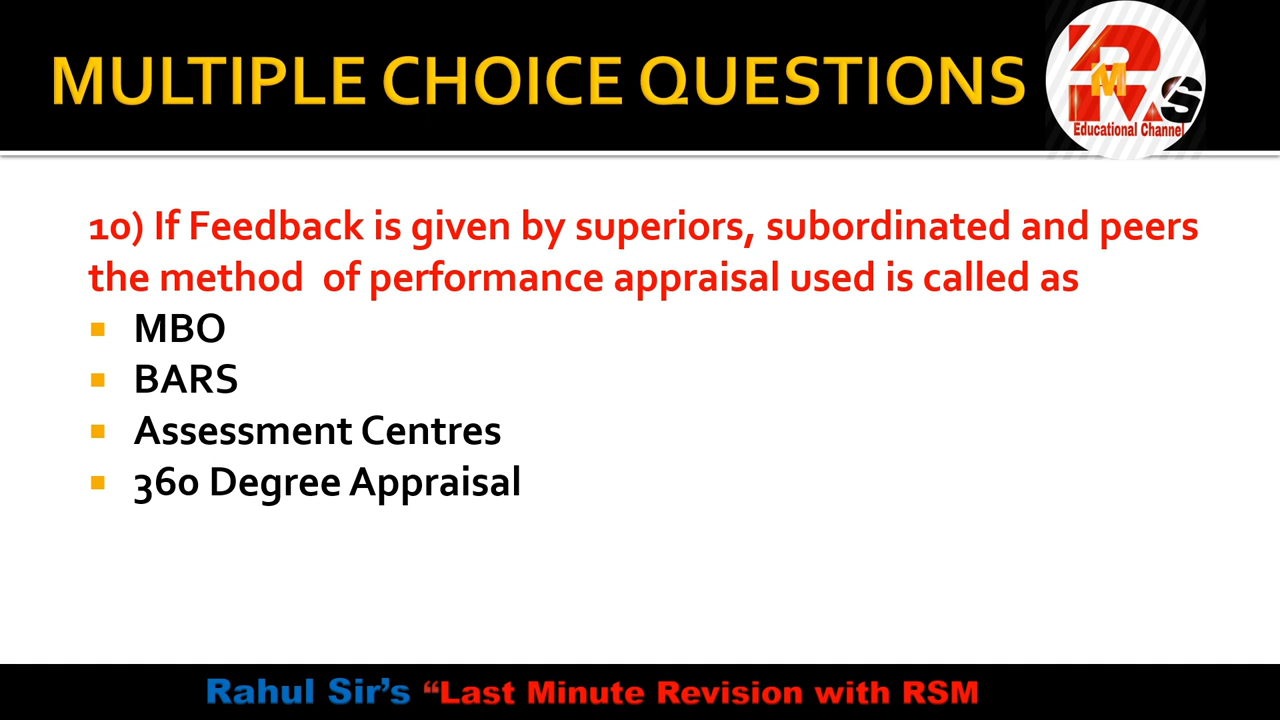 MULTIPLE CHOICE QUESTIONS
RMS
Educational Channel
10) If Feedback is given by superiors, subordinated and peers
the method of performance appraisal used is called as
MBO
BARS
Assessment Centres
360 Degree Appraisal
Rahul Sir's “Last Minute Revision with RSM